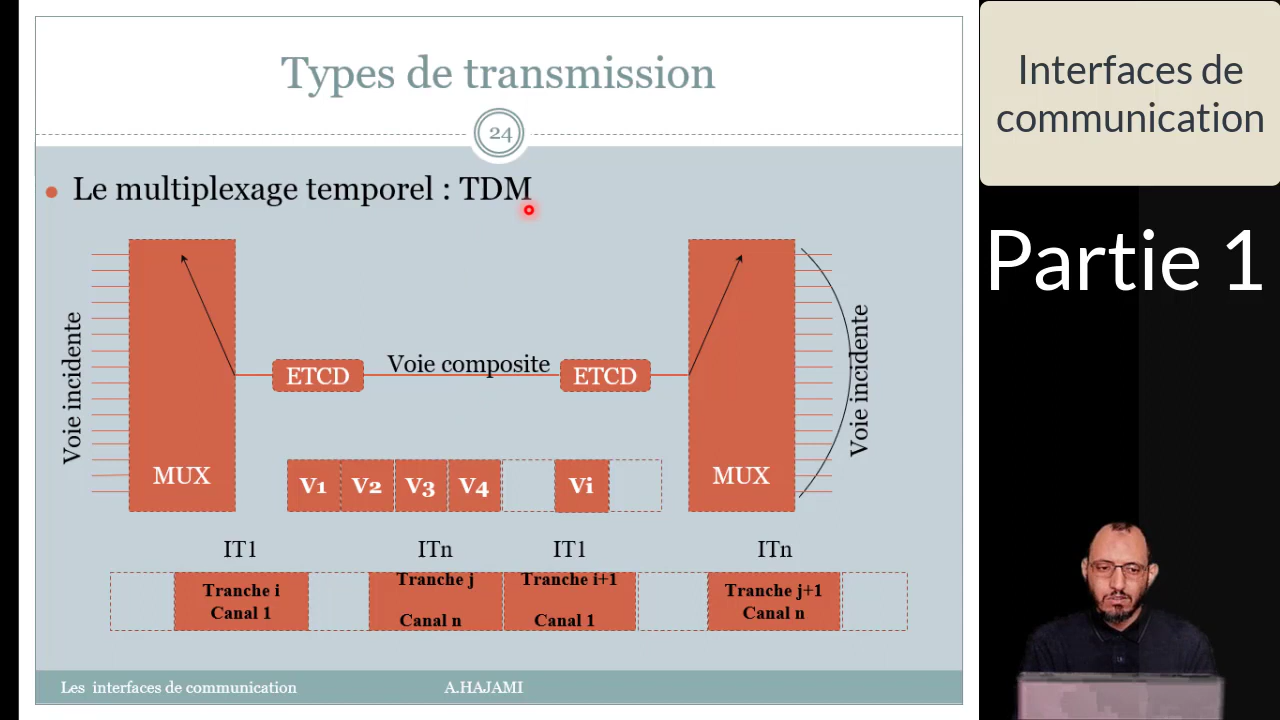 Types de transmission
24
Le multiplexage temporel : TDM
Voie incidente
MUX
ETCD
Voie composite
ETCD
MUX
Voie incidente
V1 V2 V3 V4 Vi
IT1 ITn IT1 ITn
Tranche i
Canal 1
Tranche j
Canal n
Tranche i+1
Canal 1
Tranche j+1
Canal n
Les interfaces de communication
A.HAJAMI
Interfaces de
communication
Partie 1